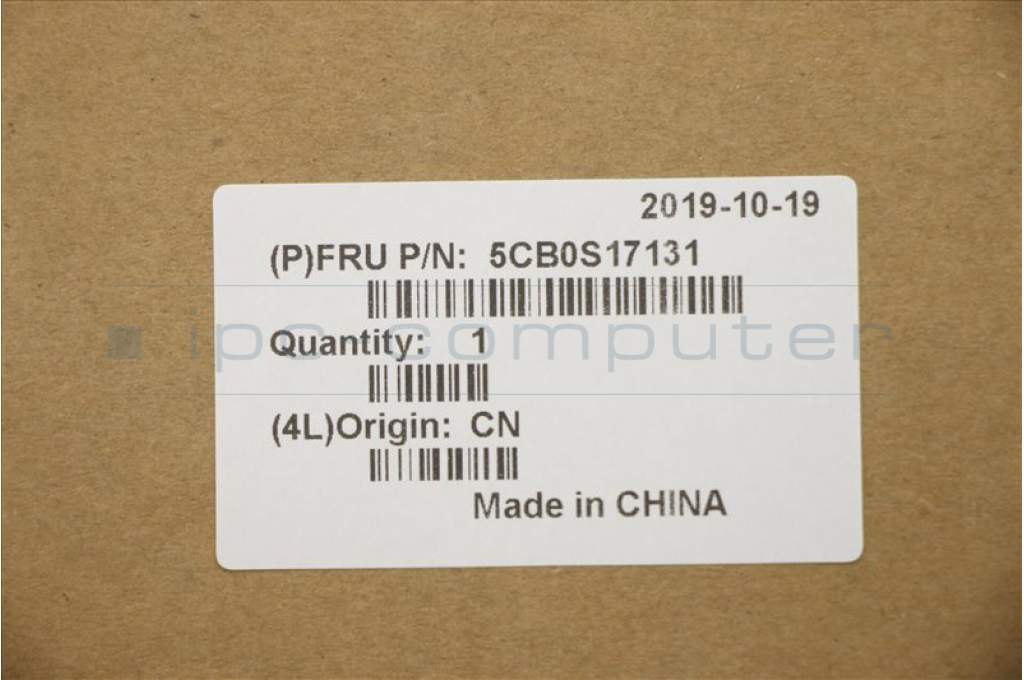 2019-10-19
(P)FRU P/N: 5CB0S17131
ipc computer
Quantity: 1
(4L)Origin: CN
Made in CHINA